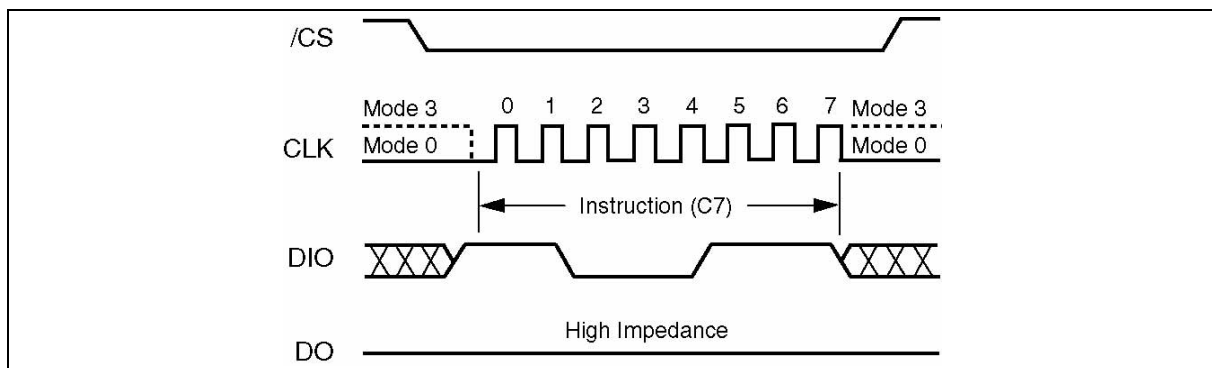 /CS
0 1 2 3 4 5 6 7
Mode 3 Mode 3
CLK Mode 0 Mode 0
Instruction (C7)
DIO
High Impedance
DO